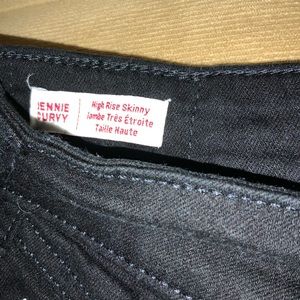 JENNIE
CURVY
High Rise Skinny
Jambe Très Étroite
Taille Haute